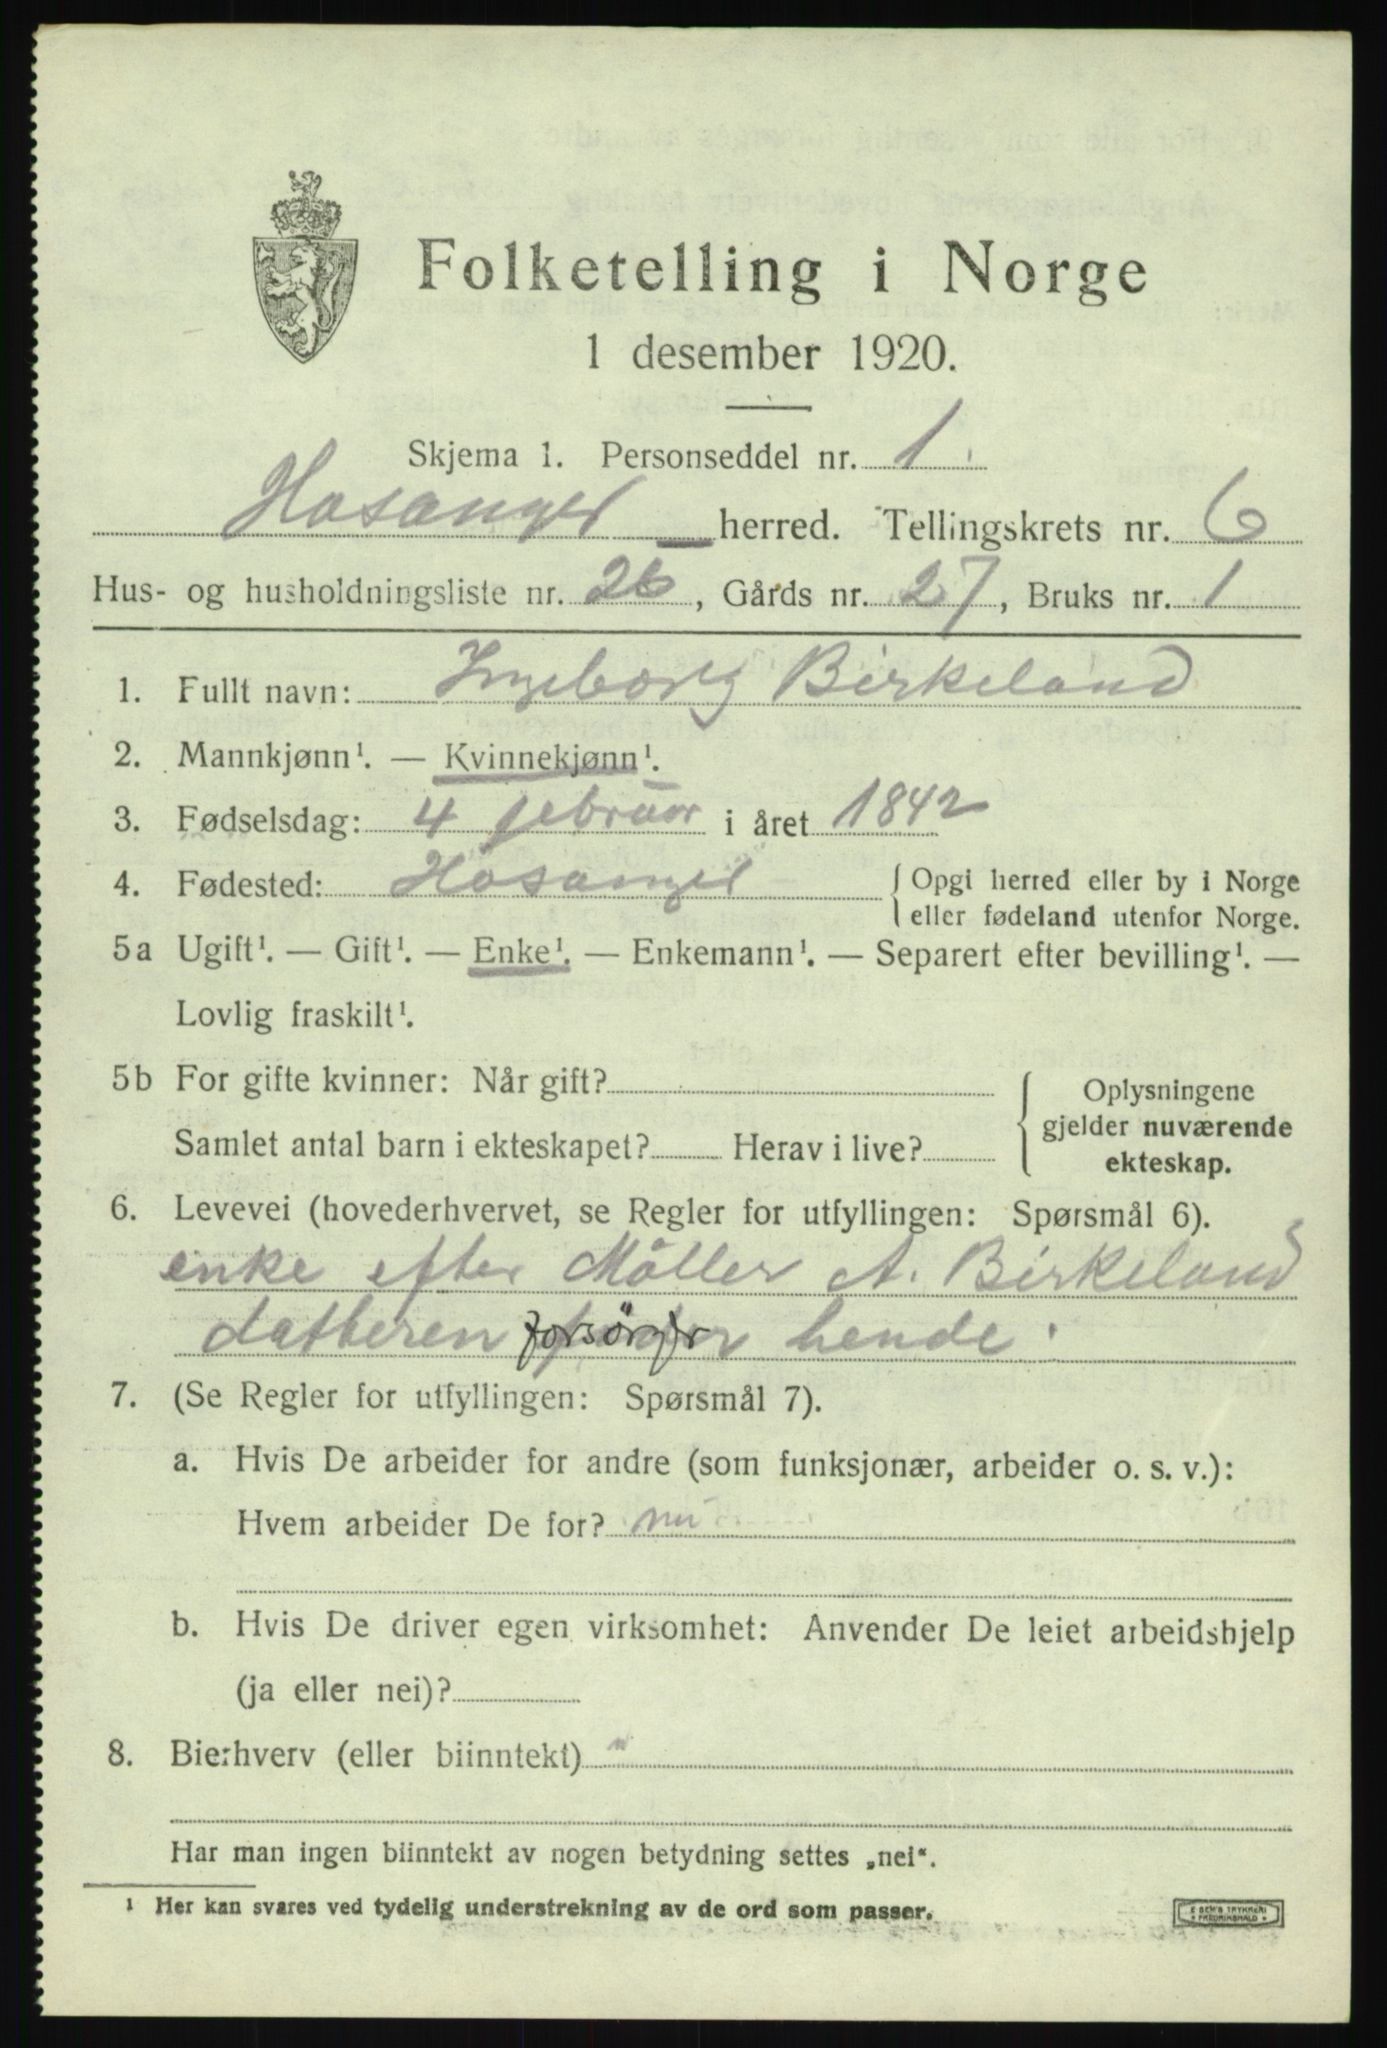 Folketelling i Norge
1 desember 1920.
Skjema 1. Personseddel nr. 1
Hosanger herred. Tellingskrets nr. 6
Hus- og husholdningsliste nr. 26, Gårds nr. 27, Bruks nr. 1
1. Fullt navn: Ingeborg Birkeland
2. Mannkjønn¹. — Kvinnekjønn¹.
3. Fødselsdag: 4 februar i året 1842
4. Fødested: Hosanger { Opgi herred eller by i Norge
eller fødeland utenfor Norge.
5a Ugift¹. — Gift¹. — Enke¹. — Enkemann¹. — Separert efter bevilling¹. —
Lovlig fraskilt¹.
5b For gifte kvinner: Når gift?
Samlet antal barn i ekteskapet? Herav i live?
{ Oplysningene
gjelder nuværende
ekteskap.
6. Levevei (hovederhvervet, se Regler for utfyllingen: Spørsmål 6).
enke efter Möller A. Birkeland
datteren forsörger hende.
7. (Se Regler for utfyllingen: Spørsmål 7).
a. Hvis De arbeider for andre (som funksjonær, arbeider o. s. v.):
Hvem arbeider De for?
b. Hvis De driver egen virksomhet: Anvender De leiet arbeidshjelp
(ja eller nei)?
8. Bierhverv (eller biinntekt) "
Har man ingen biinntekt av nogen betydning settes „nei“.
¹ Her kan svares ved tydelig understrekning av de ord som passer.
E SEM'S TRYKKERI
FREDRIKSHALD